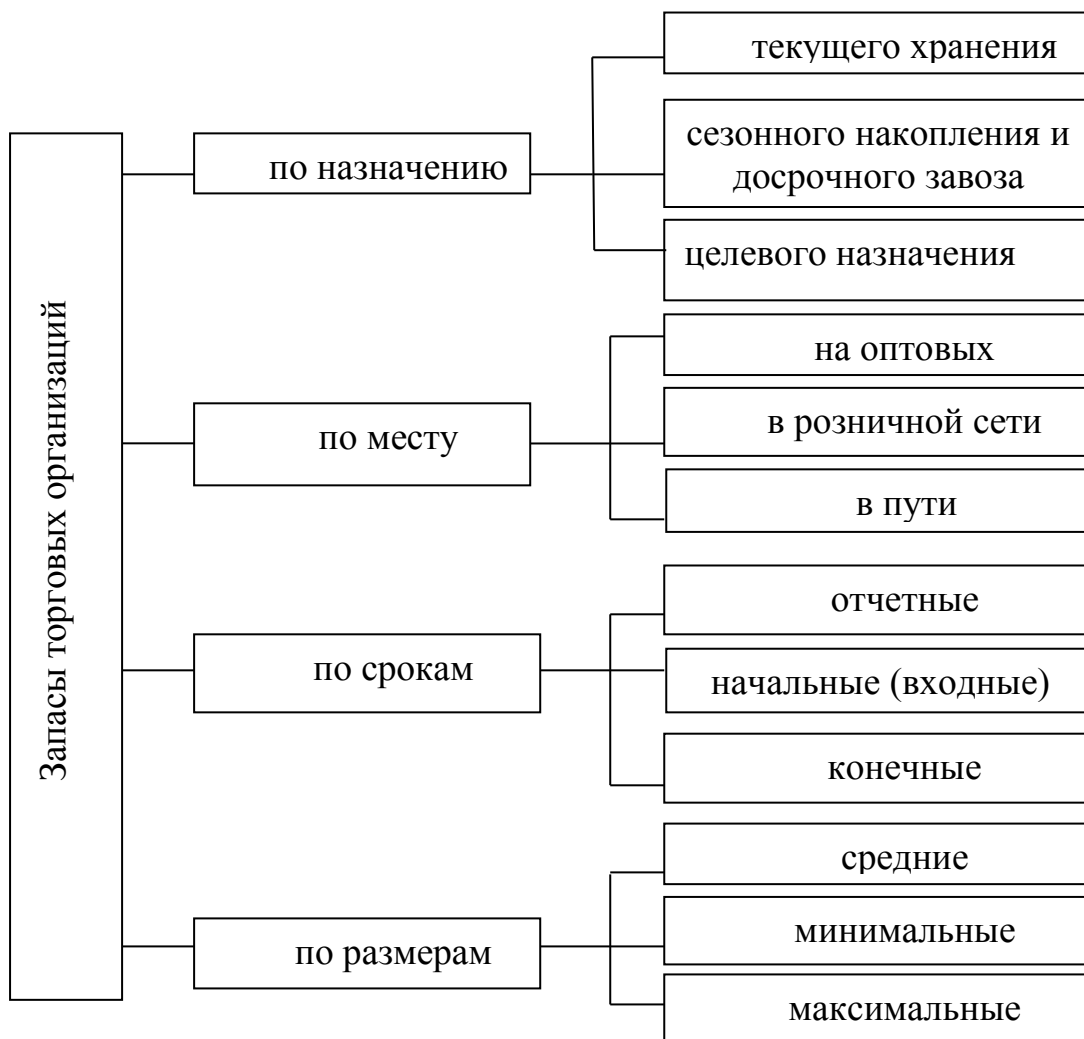 Запасы торговых организаций
по назначению
текущего хранения
сезонного накопления и
досрочного завоза
целевого назначения
по месту
на оптовых
в розничной сети
в пути
по срокам
отчетные
начальные (входные)
конечные
по размерам
средние
минимальные
максимальные